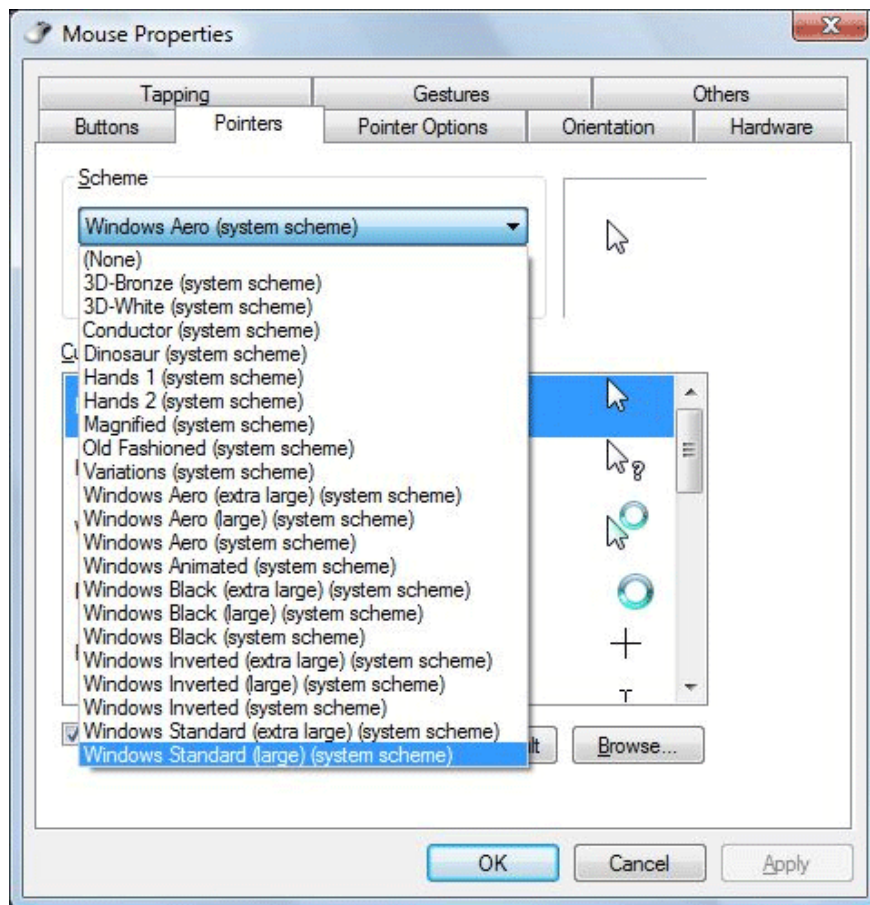 Mouse Properties
Tapping Gestures Others
Buttons Pointers Pointer Options Orientation Hardware
Scheme
Windows Aero (system scheme)
(None)
3D-Bronze (system scheme)
3D-White (system scheme)
Conductor (system scheme)
Dinosaur (system scheme)
Hands 1 (system scheme)
Hands 2 (system scheme)
Magnified (system scheme)
Old Fashioned (system scheme)
Variations (system scheme)
Windows Aero (extra large) (system scheme)
Windows Aero (large) (system scheme)
Windows Aero (system scheme)
Windows Animated (system scheme)
Windows Black (extra large) (system scheme)
Windows Black (large) (system scheme)
Windows Black (system scheme)
Windows Inverted (extra large) (system scheme)
Windows Inverted (large) (system scheme)
Windows Inverted (system scheme)
Windows Standard (extra large) (system scheme)
Windows Standard (large) (system scheme)
Browse...
OK Cancel Apply